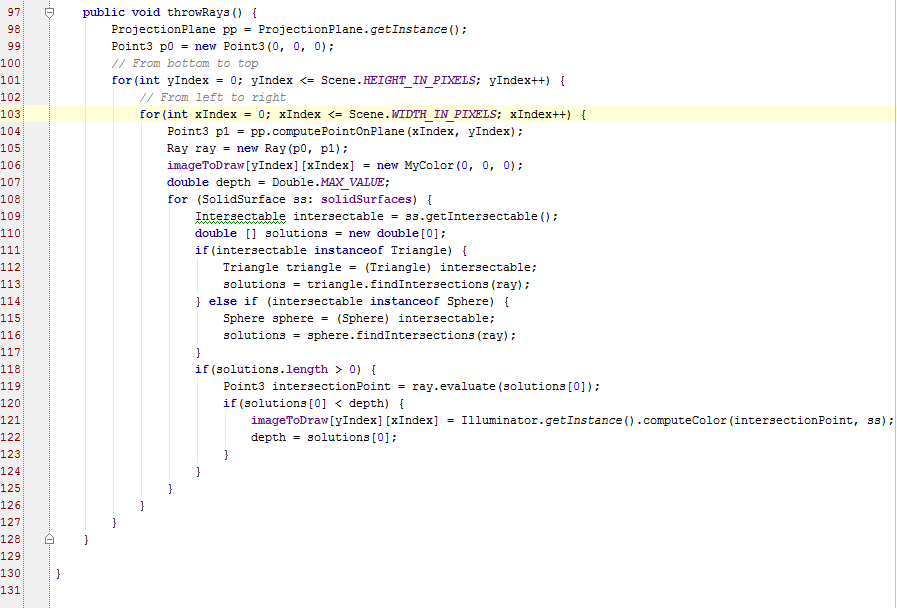 97 public void throwRays() {
98 ProjectionPlane pp = ProjectionPlane.getInstance();
99 Point3 p0 = new Point3(0, 0, 0);
100 // From bottom to top
101 for(int yIndex = 0; yIndex <= Scene.HEIGHT_IN_PIXELS; yIndex++) {
102 // From left to right
103 for(int xIndex = 0; xIndex <= Scene.WIDTH_IN_PIXELS; xIndex++) {
104 Point3 p1 = pp.computePointOnPlane(xIndex, yIndex);
105 Ray ray = new Ray(p0, p1);
106 imageToDraw[yIndex][xIndex] = new MyColor(0, 0, 0);
107 double depth = Double.MAX_VALUE;
108 for (SolidSurface ss: solidSurfaces) {
109 Intersectable intersectable = ss.getIntersectable();
110 double [] solutions = new double[0];
111 if(intersectable instanceof Triangle) {
112 Triangle triangle = (Triangle) intersectable;
113 solutions = triangle.findIntersections(ray);
114 } else if (intersectable instanceof Sphere) {
115 Sphere sphere = (Sphere) intersectable;
116 solutions = sphere.findIntersections(ray);
117 }
118 if(solutions.length > 0) {
119 Point3 intersectionPoint = ray.evaluate(solutions[0]);
120 if(solutions[0] < depth) {
121 imageToDraw[yIndex][xIndex] = Illuminator.getInstance().computeColor(intersectionPoint, ss);
122 depth = solutions[0];
123 }
124 }
125 }
126 }
127 }
128 }
129
130 }
131